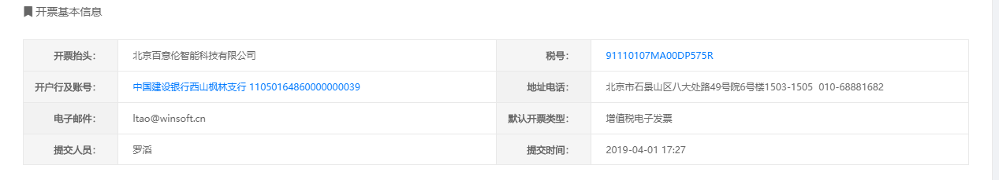 开票基本信息
开票抬头： 北京百意伦智能科技有限公司 税号： 91110107MA00DP575R
开户行及账号： 中国建设银行西山枫林支行 11050164860000000039 地址电话： 北京市石景山区八大处路49号院6号楼1503-1505 010-68881682
电子邮件： ltao@winsoft.cn 默认开票类型： 增值税电子发票
提交人员： 罗滔 提交时间： 2019-04-01 17:27